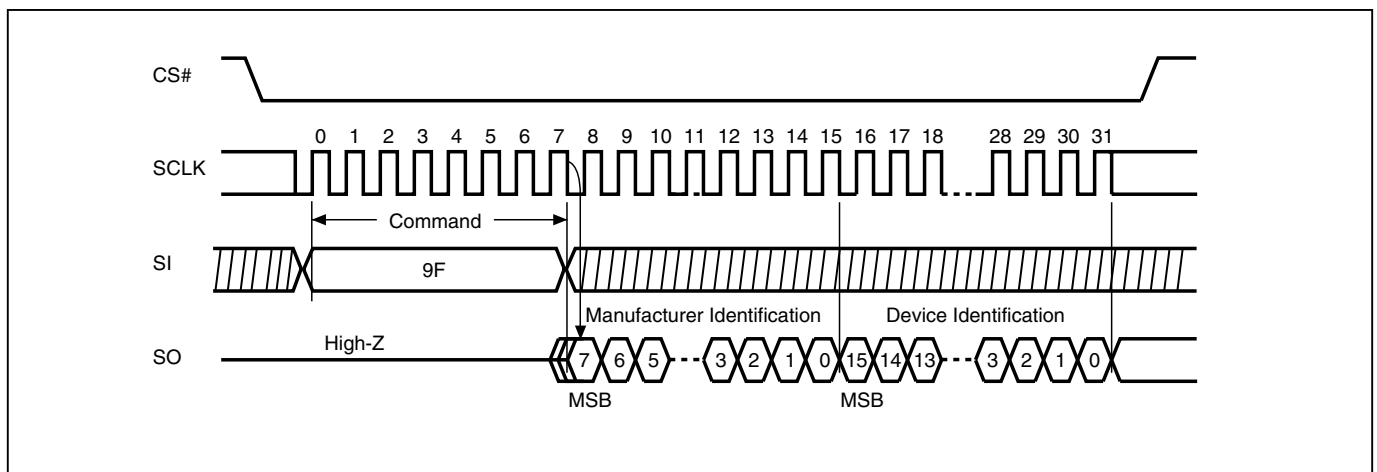 CS#
0 1 2 3 4 5 6 7 8 9 10 11 12 13 14 15 16 17 18 28 29 30 31
SCLK
Command
SI
9F
Manufacturer Identification Device Identification
High-Z
SO
7 6 5 3 2 1 0 15 14 13 3 2 1 0
MSB MSB